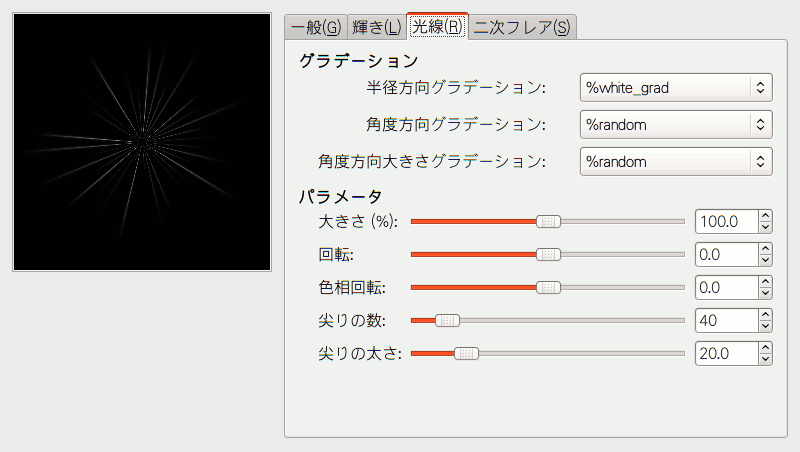 一般(G) 輝き(L) 光線(R) 二次フレア(S)
グラデーション
半径方向グラデーション: %white_grad
角度方向グラデーション: %random
角度方向大きさグラデーション: %random
パラメータ
大きさ (%): 100.0
回転: 0.0
色相回転: 0.0
尖りの数: 40
尖りの太さ: 20.0